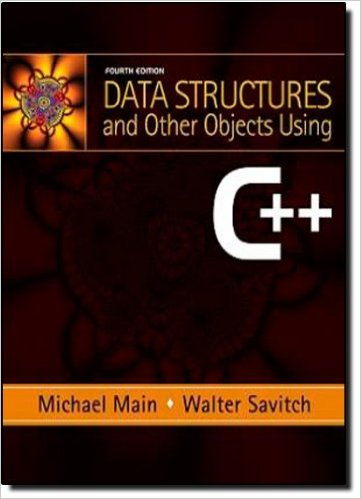 FOURTH EDITION
DATA STRUCTURES
and Other Objects Using
C++
Michael Main • Walter Savitch